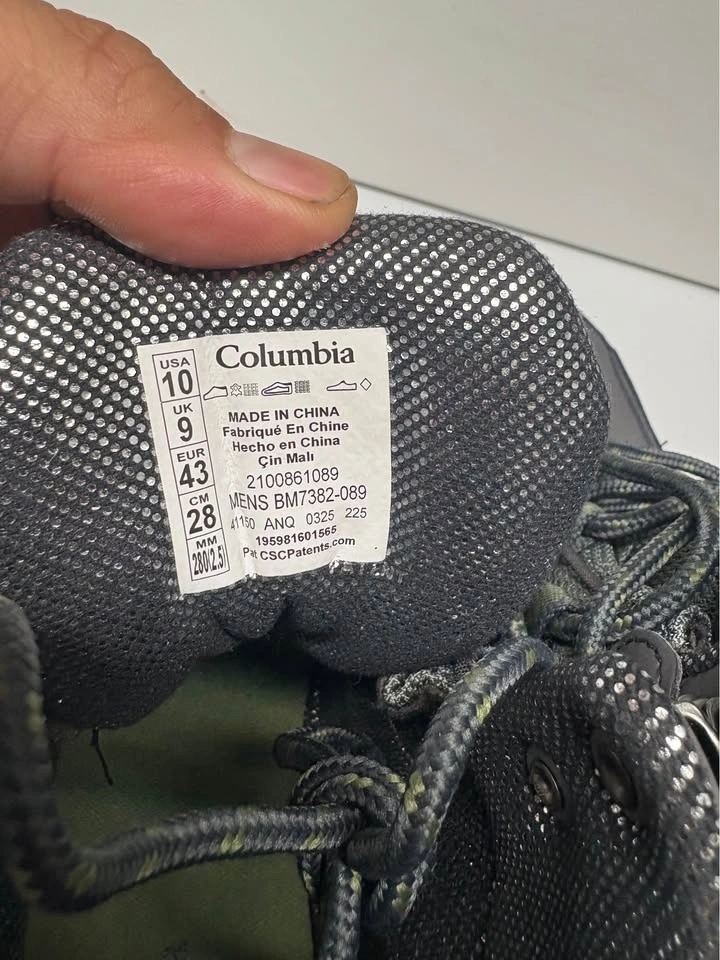 USA
10
UK
9
EUR
43
CM
28
MM
280(2.5)
Columbia
MADE IN CHINA
Fabriqué En Chine
Hecho en China
Çin Malı
2100861089
MENS BM7382-089
41150 ANQ 0325 225
195981601565
Pat CSCPatents.com